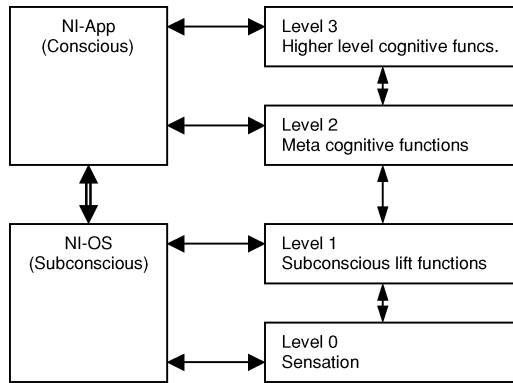 NI-App
(Conscious)
Level 3
Higher level cognitive funcs.
Level 2
Meta cognitive functions
NI-OS
(Subconscious)
Level 1
Subconscious lift functions
Level 0
Sensation